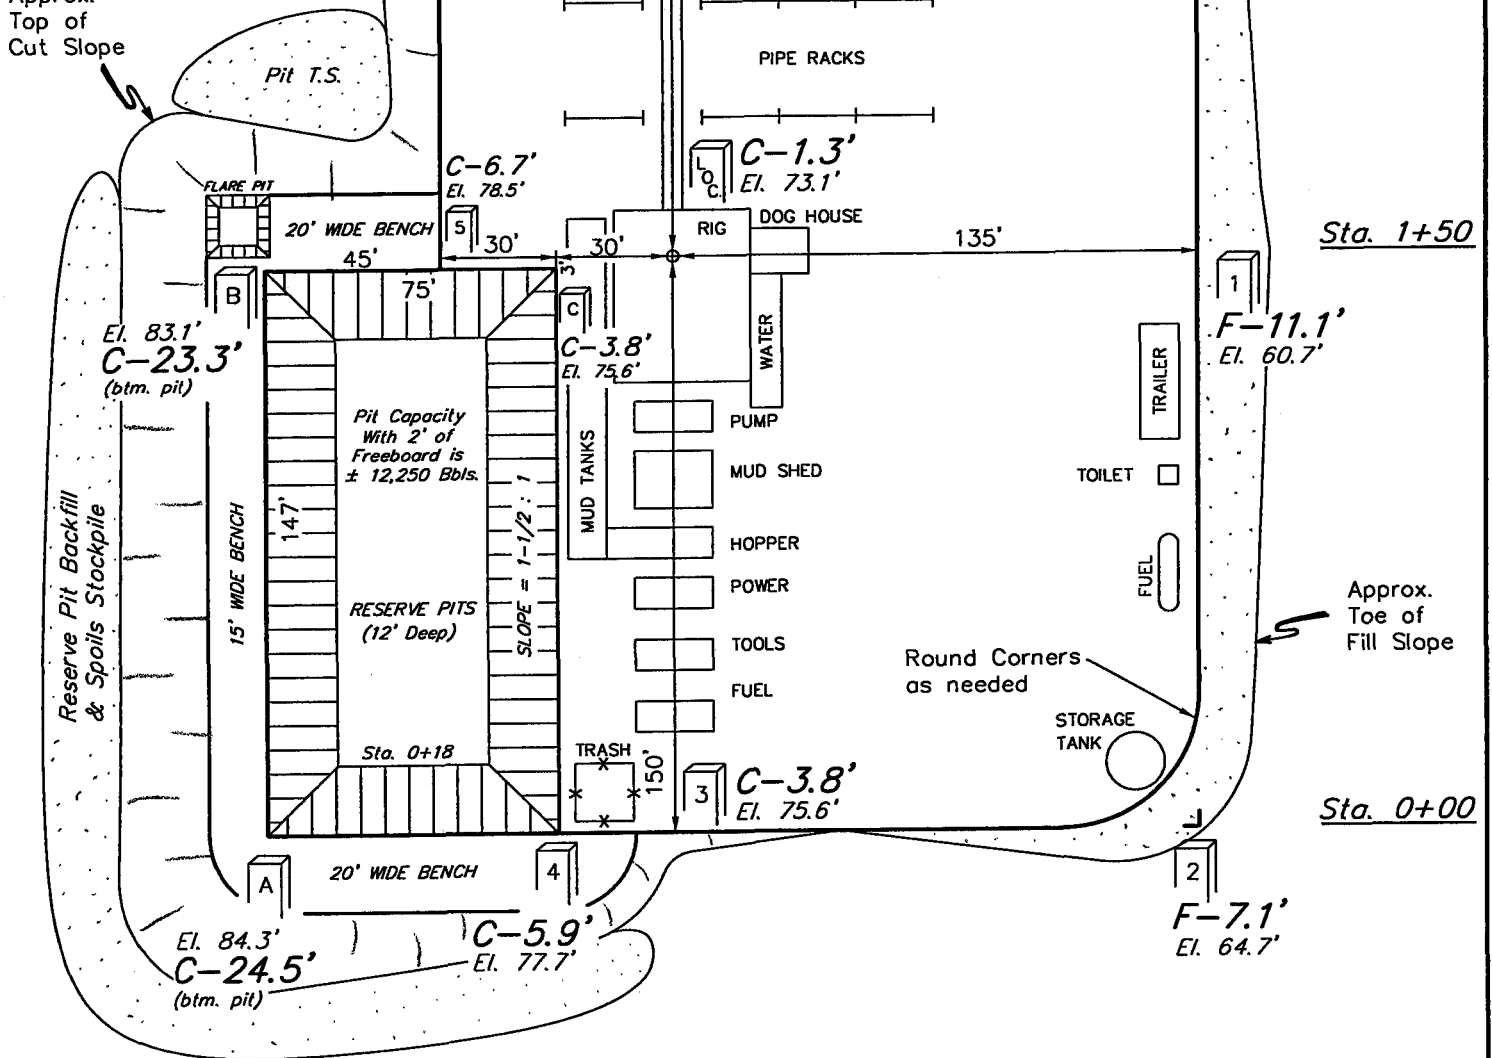 Approx.
Top of
Cut Slope
Pit T.S.
PIPE RACKS
C-6.7'
El. 78.5'
5
LOC.
C-1.3'
El. 73.1'
FLARE PIT
20' WIDE BENCH
45'
30'
3'
30'
RIG
DOG HOUSE
135'
Sta. 1+50
B
El. 83.1'
C-23.3'
(btm. pit)
75'
C
C-3.8'
El. 75.6'
WATER
1
F-11.1'
El. 60.7'
TRAILER
Pit Capacity
With 2' of
Freeboard is
± 12,250 Bbls.
PUMP
MUD SHED
MUD TANKS
TOILET
Reserve Pit Backfill
& Spoils Stockpile
15' WIDE BENCH
147'
SLOPE = 1-1/2 : 1
HOPPER
POWER
FUEL
RESERVE PITS
(12' Deep)
TOOLS
FUEL
Approx.
Toe of
Fill Slope
Round Corners
as needed
STORAGE
TANK
Sta. 0+18
TRASH
150'
3
C-3.8'
El. 75.6'
Sta. 0+00
A
20' WIDE BENCH
4
2
El. 84.3'
C-24.5'
(btm. pit)
C-5.9'
El. 77.7'
F-7.1'
El. 64.7'